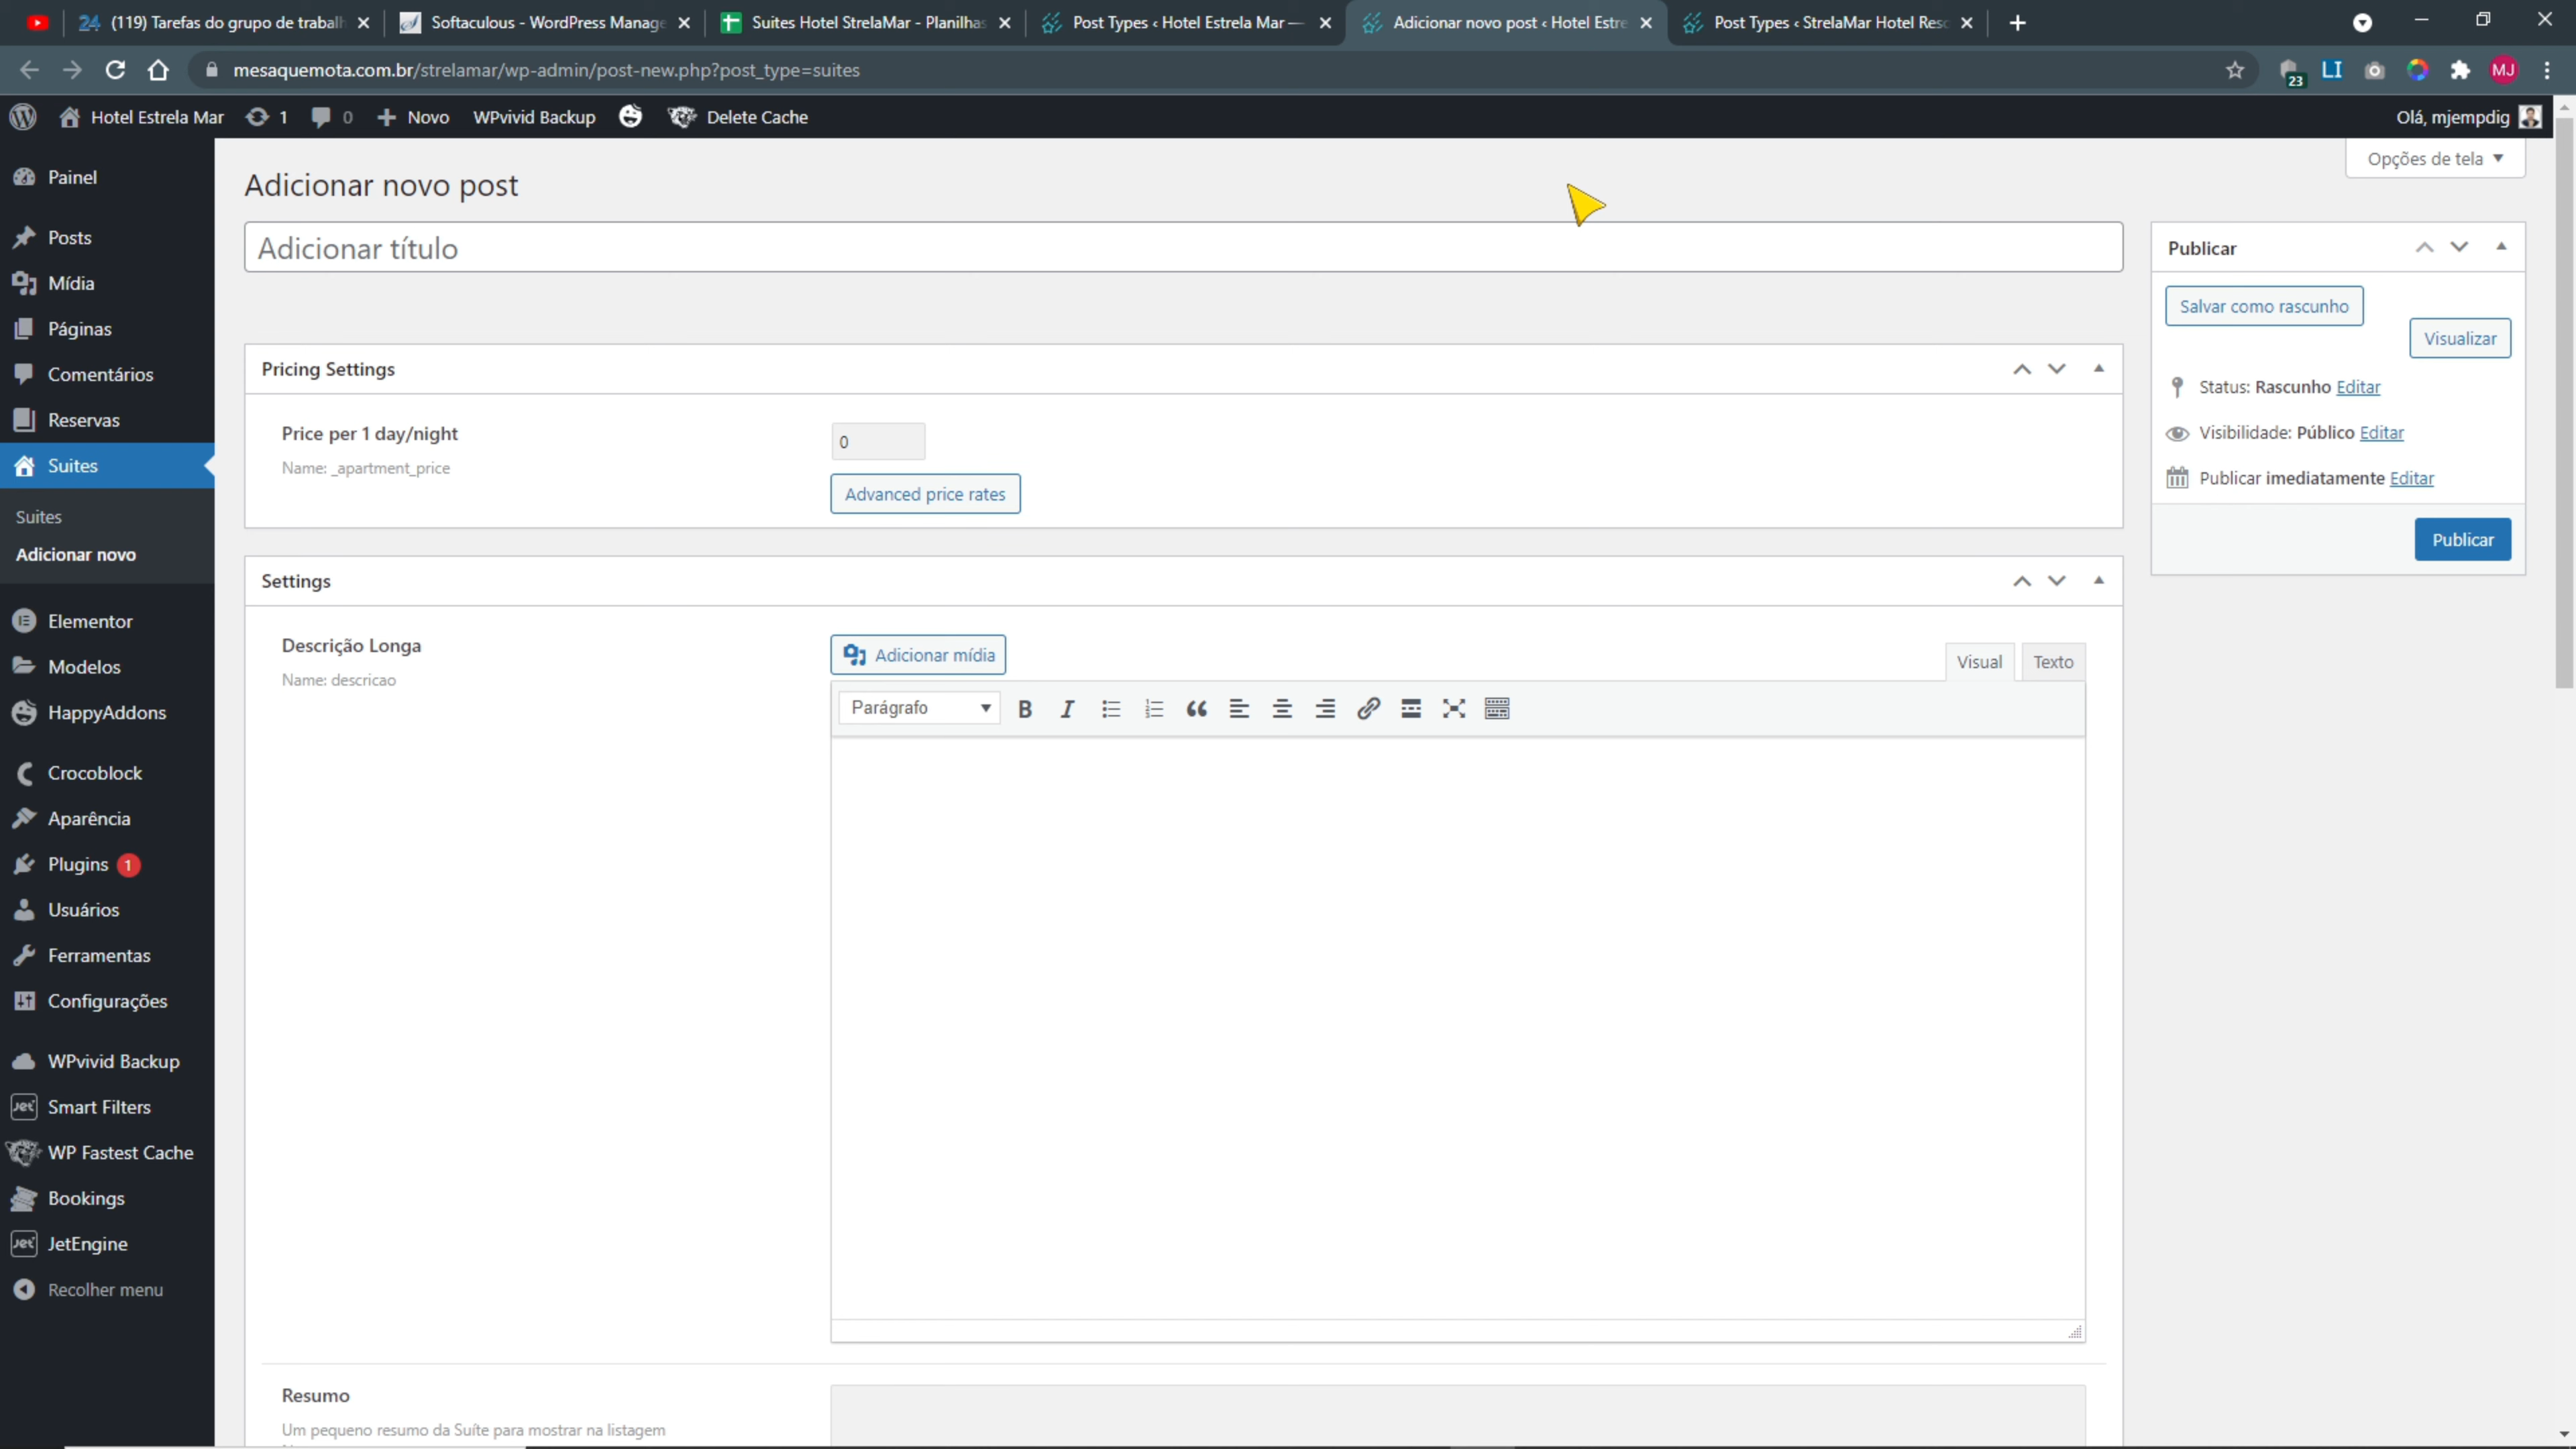 (119) Tarefas do grupo de trabalh
Softaculous - WordPress Manage
Suites Hotel StrelaMar - Planilhas
Post Types ‹ Hotel Estrela Mar —
Adicionar novo post ‹ Hotel Estre
Post Types ‹ StrelaMar Hotel Reso
mesaquemota.com.br/strelamar/wp-admin/post-new.php?post_type=suites
23
LI
MJ
Hotel Estrela Mar
1
0
Novo
WPvivid Backup
Delete Cache
Olá, mjempdig
Painel
Posts
Mídia
Páginas
Comentários
Reservas
Suites
Suites
Adicionar novo
Elementor
Modelos
HappyAddons
Crocoblock
Aparência
Plugins 1
Usuários
Ferramentas
Configurações
WPvivid Backup
Jet Smart Filters
WP Fastest Cache
Bookings
Jet JetEngine
Recolher menu
Opções de tela
Adicionar novo post
Adicionar título
Pricing Settings
Price per 1 day/night
Name: _apartment_price
0
Advanced price rates
Settings
Descrição Longa
Name: descricao
Adicionar mídia
Visual
Texto
Parágrafo
Resumo
Um pequeno resumo da Suíte para mostrar na listagem
Publicar
Salvar como rascunho
Visualizar
Status: Rascunho Editar
Visibilidade: Público Editar
Publicar imediatamente Editar
Publicar